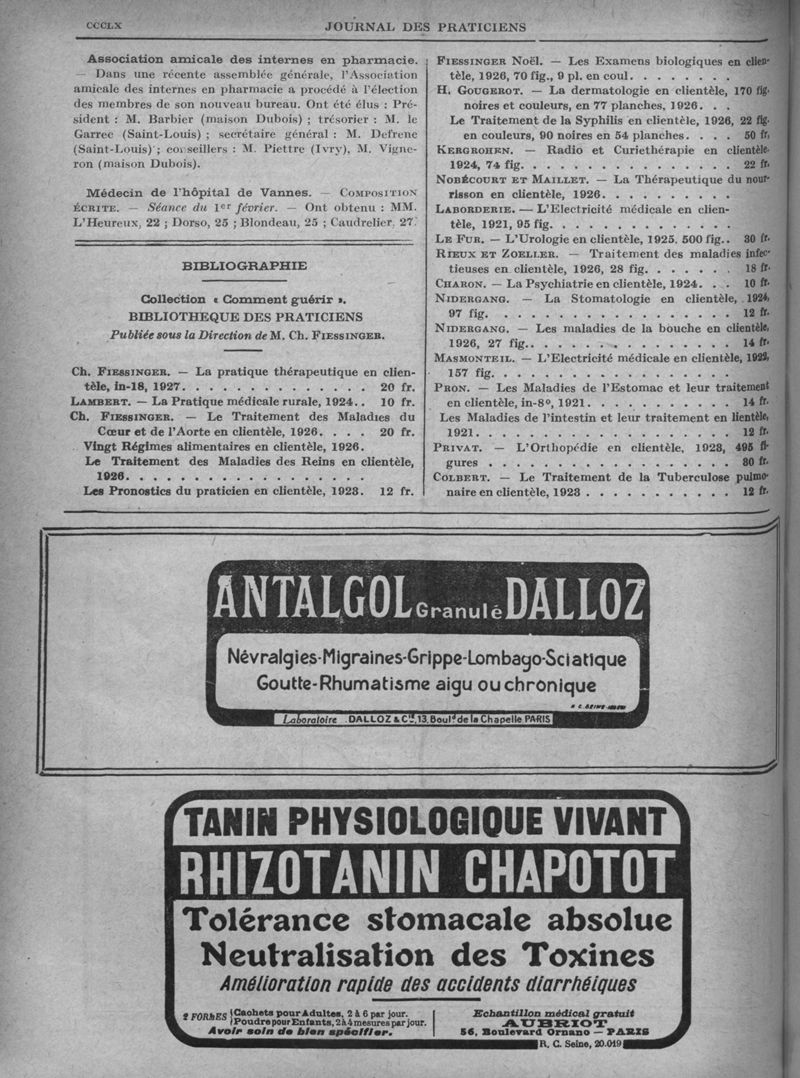 CCCLX
JOURNAL DES PRATICIENS
Association amicale des internes en pharmacie.
— Dans une récente assemblée générale, l'Association
amicale des internes en pharmacie a procédé à l'élection
des membres de son nouveau bureau. Ont été élus : Pré-
sident : M. Barbier (maison Dubois) ; trésorier : M. le
Garrec (Saint-Louis) ; secrétaire général : M. Defrene
(Saint-Louis) ; conseillers : M. Piettre (Ivry), M. Vigne-
ron (maison Dubois).
Médecin de l'hôpital de Vannes. — COMPOSITION
ÉCRITE. — Séance du 1er février. — Ont obtenu : MM.
L'Heureux, 22 ; Dorso, 25 ; Blondeau, 25 ; Caudrelier, 27.
BIBLIOGRAPHIE
Collection « Comment guérir ».
BIBLIOTHEQUE DES PRATICIENS
Publiée sous la Direction de M. Ch. FIESSINGER.
Ch. FIESSINGER. — La pratique thérapeutique en clien-
tèle, in-18, 1927. . . . . . . . . . . . . 20 fr.
LAMBERT. — La Pratique médicale rurale, 1924. . 10 fr.
Ch. FIESSINGER. — Le Traitement des Maladies du
Cœur et de l'Aorte en clientèle, 1926. . . . 20 fr.
Vingt Régimes alimentaires en clientèle, 1926.
Le Traitement des Maladies des Reins en clientèle,
1926. . . . . . . . . . . . . . . . .
Les Pronostics du praticien en clientèle, 1923. 12 fr.
FIESSINGER Noël. — Les Examens biologiques en clien-
tèle, 1926, 70 fig., 9 pl. en coul. . . . . . . .
H. GOUGEROT. — La dermatologie en clientèle, 170 fig.
noires et couleurs, en 77 planches, 1926. . .
Le Traitement de la Syphilis en clientèle, 1926, 22 fig.
en couleurs, 90 noires en 54 planches. . . . 50 fr.
KERGROHEN. — Radio et Curiethérapie en clientèle.
1924, 74 fig. . . . . . . . . . . . . . . . 22 fr.
NOBÉCOURT ET MAILLET. — La Thérapeutique du nour-
risson en clientèle, 1926. . . . . . . . . .
LABORDERIE. — L'Electricité médicale en clien-
tèle, 1921, 95 fig. . . . . . . . . . . . . .
LE FUR. — L'Urologie en clientèle, 1925. 500 fig. . 30 fr.
RIEUX ET ZOELLER. — Traitement des maladies infec-
tieuses en clientèle, 1926, 28 fig. . . . . . . 18 fr.
CHARON. — La Psychiatrie en clientèle, 1924. . . 10 fr.
NIDERGANG. — La Stomatologie en clientèle, 1924,
97 fig. . . . . . . . . . . . . . . . . . 12 fr.
NIDERGANG. — Les maladies de la bouche en clientèle,
1926, 27 fig. . . . . . . . . . . . . . . . 14 fr.
MASMONTEIL. — L'Electricité médicale en clientèle, 1922,
157 fig. . . . . . . . . . . . . . . . . .
PRON. — Les Maladies de l'Estomac et leur traitement
en clientèle, in-8º, 1921. . . . . . . . . . . 14 fr.
Les Maladies de l'intestin et leur traitement en lientèle,
1921. . . . . . . . . . . . . . . . . . . 12 fr.
PRIVAT. — L'Orthopédie en clientèle, 1923, 495 fi-
gures . . . . . . . . . . . . . . . . . . 30 fr.
COLBERT. — Le Traitement de la Tuberculose pulmo-
naire en clientèle, 1923 . . . . . . . . . . . 12 fr.
ANTALGOL Granulé DALLOZ
Névralgies-Migraines-Grippe-Lombago-Sciatique
Goutte-Rhumatisme aigu ou chronique
Laboratoire DALLOZ & Cie, 13, Bould de la Chapelle PARIS
TANIN PHYSIOLOGIQUE VIVANT
RHIZOTANIN CHAPOTOT
Tolérance stomacale absolue
Neutralisation des Toxines
Amélioration rapide des accidents diarrhéiques
2 FORMES { Cachets pour Adultes, 2 à 6 par jour.
Poudre pour Enfants, 2 à 4 mesures par jour.
Avoir soin de bien spécifier.
Echantillon médical gratuit
AUBRIOT
56, Boulevard Ornano — PARIS
R. C. Seine, 20.019